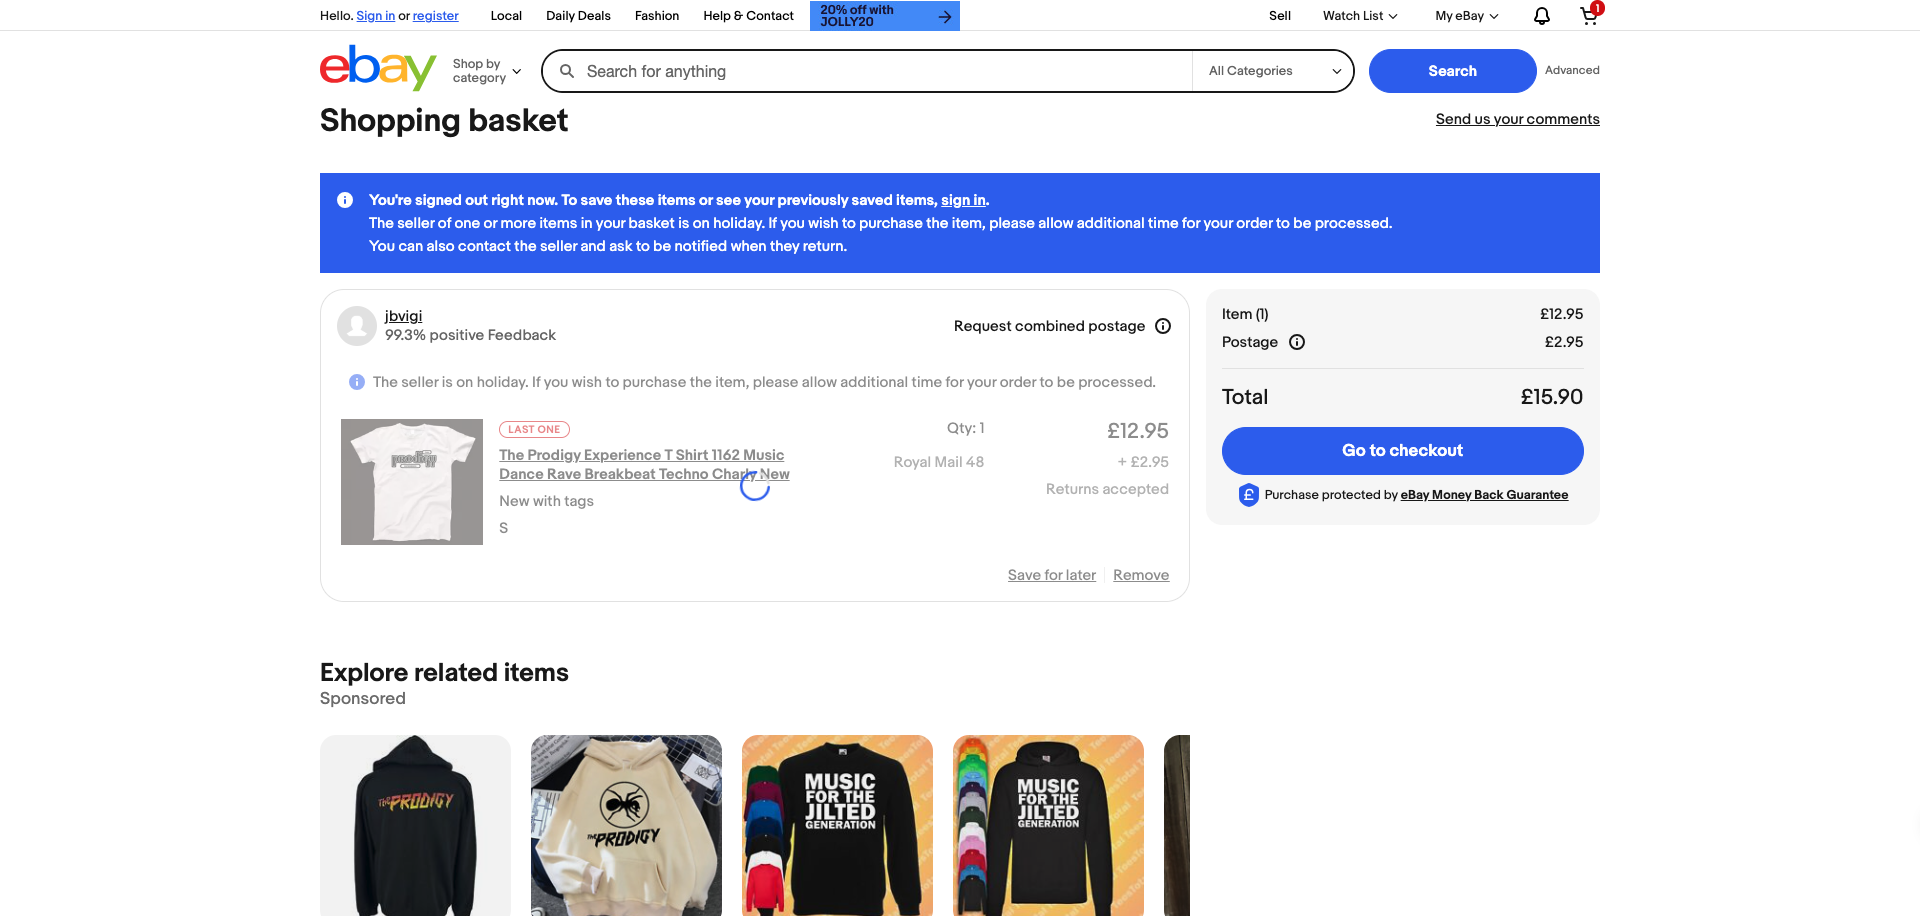 Hello. Sign in or register
Local
Daily Deals
Fashion
Help & Contact
20% off with
JOLLY20
Sell
Watch List
My eBay
1
ebay
Shop by
category
Search for anything
All Categories
Search
Advanced
Shopping basket
Send us your comments
You're signed out right now. To save these items or see your previously saved items, sign in.
The seller of one or more items in your basket is on holiday. If you wish to purchase the item, please allow additional time for your order to be processed.
You can also contact the seller and ask to be notified when they return.
jbvigi
99.3% positive Feedback
Request combined postage
The seller is on holiday. If you wish to purchase the item, please allow additional time for your order to be processed.
prodigy
LAST ONE
The Prodigy Experience T Shirt 1162 Music
Dance Rave Breakbeat Techno Charly New
New with tags
S
Qty: 1
Royal Mail 48
£12.95
+ £2.95
Returns accepted
Save for later
Remove
Item (1)
£12.95
Postage
£2.95
Total
£15.90
Go to checkout
Purchase protected by eBay Money Back Guarantee
Explore related items
Sponsored
THE PRODIGY
THE PRODIGY
MUSIC
FOR THE
JILTED
GENERATION
MUSIC
FOR THE
JILTED
GENERATION